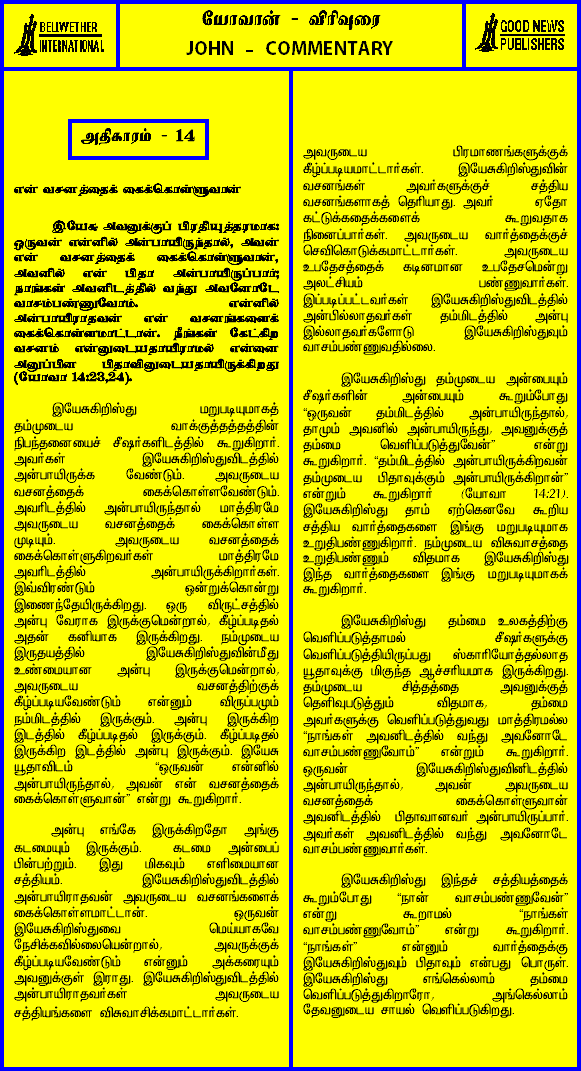 BELLWETHER
INTERNATIONAL
யோவான் - விரிவுரை
JOHN - COMMENTARY
GOOD NEWS
PUBLISHERS
அதிகாரம் - 14
என் வசனத்தைக் கைக்கொள்ளுவான்
இயேசு அவனுக்குப் பிரதியுத்தரமாக:
ஒருவன் என்னில் அன்பாயிருந்தால், அவன்
என் வசனத்தைக் கைக்கொள்ளுவான்,
அவனில் என் பிதா அன்பாயிருப்பார்;
நாங்கள் அவனிடத்தில் வந்து அவனோடே
வாசம்பண்ணுவோம். என்னில்
அன்பாயிராதவன் என் வசனங்களைக்
கைக்கொள்ளமாட்டான். நீங்கள் கேட்கிற
வசனம் என்னுடையதாயிராமல் என்னை
அனுப்பின பிதாவினுடையதாயிருக்கிறது
(யோவா 14:23,24).
இயேசுகிறிஸ்து மறுபடியுமாகத்
தம்முடைய வாக்குத்தத்தத்தின்
நிபந்தனையைச் சீஷர்களிடத்தில் கூறுகிறார்.
அவர்கள் இயேசுகிறிஸ்துவிடத்தில்
அன்பாயிருக்க வேண்டும். அவருடைய
வசனத்தைக் கைக்கொள்ளவேண்டும்.
அவரிடத்தில் அன்பாயிருந்தால் மாத்திரமே
அவருடைய வசனத்தைக் கைக்கொள்ள
முடியும். அவருடைய வசனத்தைக்
கைக்கொள்ளுகிறவர்கள் மாத்திரமே
அவரிடத்தில் அன்பாயிருக்கிறார்கள்.
இவ்விரண்டும் ஒன்றுக்கொன்று
இணைந்தேயிருக்கிறது. ஒரு விருட்சத்தில்
அன்பு வேராக இருக்குமென்றால், கீழ்ப்படிதல்
அதன் கனியாக இருக்கிறது. நம்முடைய
இருதயத்தில் இயேசுகிறிஸ்துவின்மீது
உண்மையான அன்பு இருக்குமென்றால்,
அவருடைய வசனத்திற்குக்
கீழ்ப்படியவேண்டும் என்னும் விருப்பமும்
நம்மிடத்தில் இருக்கும். அன்பு இருக்கிற
இடத்தில் கீழ்ப்படிதல் இருக்கும். கீழ்ப்படிதல்
இருக்கிற இடத்தில் அன்பு இருக்கும். இயேசு
யூதாவிடம் “ஒருவன் என்னில்
அன்பாயிருந்தால், அவன் என் வசனத்தைக்
கைக்கொள்ளுவான்” என்று கூறுகிறார்.
அன்பு எங்கே இருக்கிறதோ அங்கு
கடமையும் இருக்கும். கடமை அன்பைப்
பின்பற்றும். இது மிகவும் எளிமையான
சத்தியம். இயேசுகிறிஸ்துவிடத்தில்
அன்பாயிராதவன் அவருடைய வசனங்களைக்
கைக்கொள்ளமாட்டான். ஒருவன்
இயேசுகிறிஸ்துவை மெய்யாகவே
நேசிக்கவில்லையென்றால், அவருக்குக்
கீழ்ப்படியவேண்டும் என்னும் அக்கரையும்
அவனுக்குள் இராது. இயேசுகிறிஸ்துவிடத்தில்
அன்பாயிராதவர்கள் அவருடைய
சத்தியங்களை விசுவாசிக்கமாட்டார்கள்.
அவருடைய பிரமாணங்களுக்குக்
கீழ்ப்படியமாட்டார்கள். இயேசுகிறிஸ்துவின்
வசனங்கள் அவர்களுக்குச் சத்திய
வசனங்களாகத் தெரியாது. அவர் ஏதோ
கட்டுக்கதைக்களைக் கூறுவதாக
நினைப்பார்கள். அவருடைய வார்த்தைக்குச்
செவிகொடுக்கமாட்டார்கள். அவருடைய
உபதேசத்தைக் கடினமான உபதேசமென்று
அலட்சியம் பண்ணுவார்கள்.
இப்படிப்பட்டவர்கள் இயேசுகிறிஸ்துவிடத்தில்
அன்பில்லாதவர்கள் தம்மிடத்தில் அன்பு
இல்லாதவர்களோடு இயேசுகிறிஸ்துவும்
வாசம்பண்ணுவதில்லை.
இயேசுகிறிஸ்து தம்முடைய அன்பையும்
சீஷர்களின் அன்பையும் கூறும்போது
“ஒருவன் தம்மிடத்தில் அன்பாயிருந்தால்,
தாமும் அவனில் அன்பாயிருந்து, அவனுக்குத்
தம்மை வெளிப்படுத்துவேன்” என்று
கூறுகிறார். “தம்மிடத்தில் அன்பாயிருக்கிறவன்
தம்முடைய பிதாவுக்கும் அன்பாயிருக்கிறான்”
என்றும் கூறுகிறார் (யோவா 14:21).
இயேசுகிறிஸ்து தாம் ஏற்கெனவே கூறிய
சத்திய வார்த்தைகளை இங்கு மறுபடியுமாக
உறுதிபண்ணுகிறார். நம்முடைய விசுவாசத்தை
உறுதிபண்ணும் விதமாக இயேசுகிறிஸ்து
இந்த வார்த்தைகளை இங்கு மறுபடியுமாகக்
கூறுகிறார்.
இயேசுகிறிஸ்து தம்மை உலகத்திற்கு
வெளிப்படுத்தாமல் சீஷர்களுக்கு
வெளிப்படுத்தியிருப்பது ஸ்காரியோத்தல்லாத
யூதாவுக்கு மிகுந்த ஆச்சரியமாக இருக்கிறது.
தம்முடைய சித்தத்தை அவனுக்குத்
தெளிவுபடுத்தும் விதமாக, தம்மை
அவர்களுக்கு வெளிப்படுத்துவது மாத்திரமல்ல
“நாங்கள் அவனிடத்தில் வந்து அவனோடே
வாசம்பண்ணுவோம்” என்றும் கூறுகிறார்.
ஒருவன் இயேசுகிறிஸ்துவினிடத்தில்
அன்பாயிருந்தால், அவன் அவருடைய
வசனத்தைக் கைக்கொள்ளுவான்
அவனிடத்தில் பிதாவானவர் அன்பாயிருப்பார்.
அவர்கள் அவனிடத்தில் வந்து அவனோடே
வாசம்பண்ணுவார்கள்.
இயேசுகிறிஸ்து இந்தச் சத்தியத்தைக்
கூறும்போது “நான் வாசம்பண்ணுவேன்”
என்று கூறாமல் “நாங்கள்
வாசம்பண்ணுவோம்” என்று கூறுகிறார்.
“நாங்கள்” என்னும் வார்த்தைக்கு
இயேசுகிறிஸ்துவும் பிதாவும் என்பது பொருள்.
இயேசுகிறிஸ்து எங்கெல்லாம் தம்மை
வெளிப்படுத்துகிறாரோ, அங்கெல்லாம்
தேவனுடைய சாயல் வெளிப்படுகிறது.